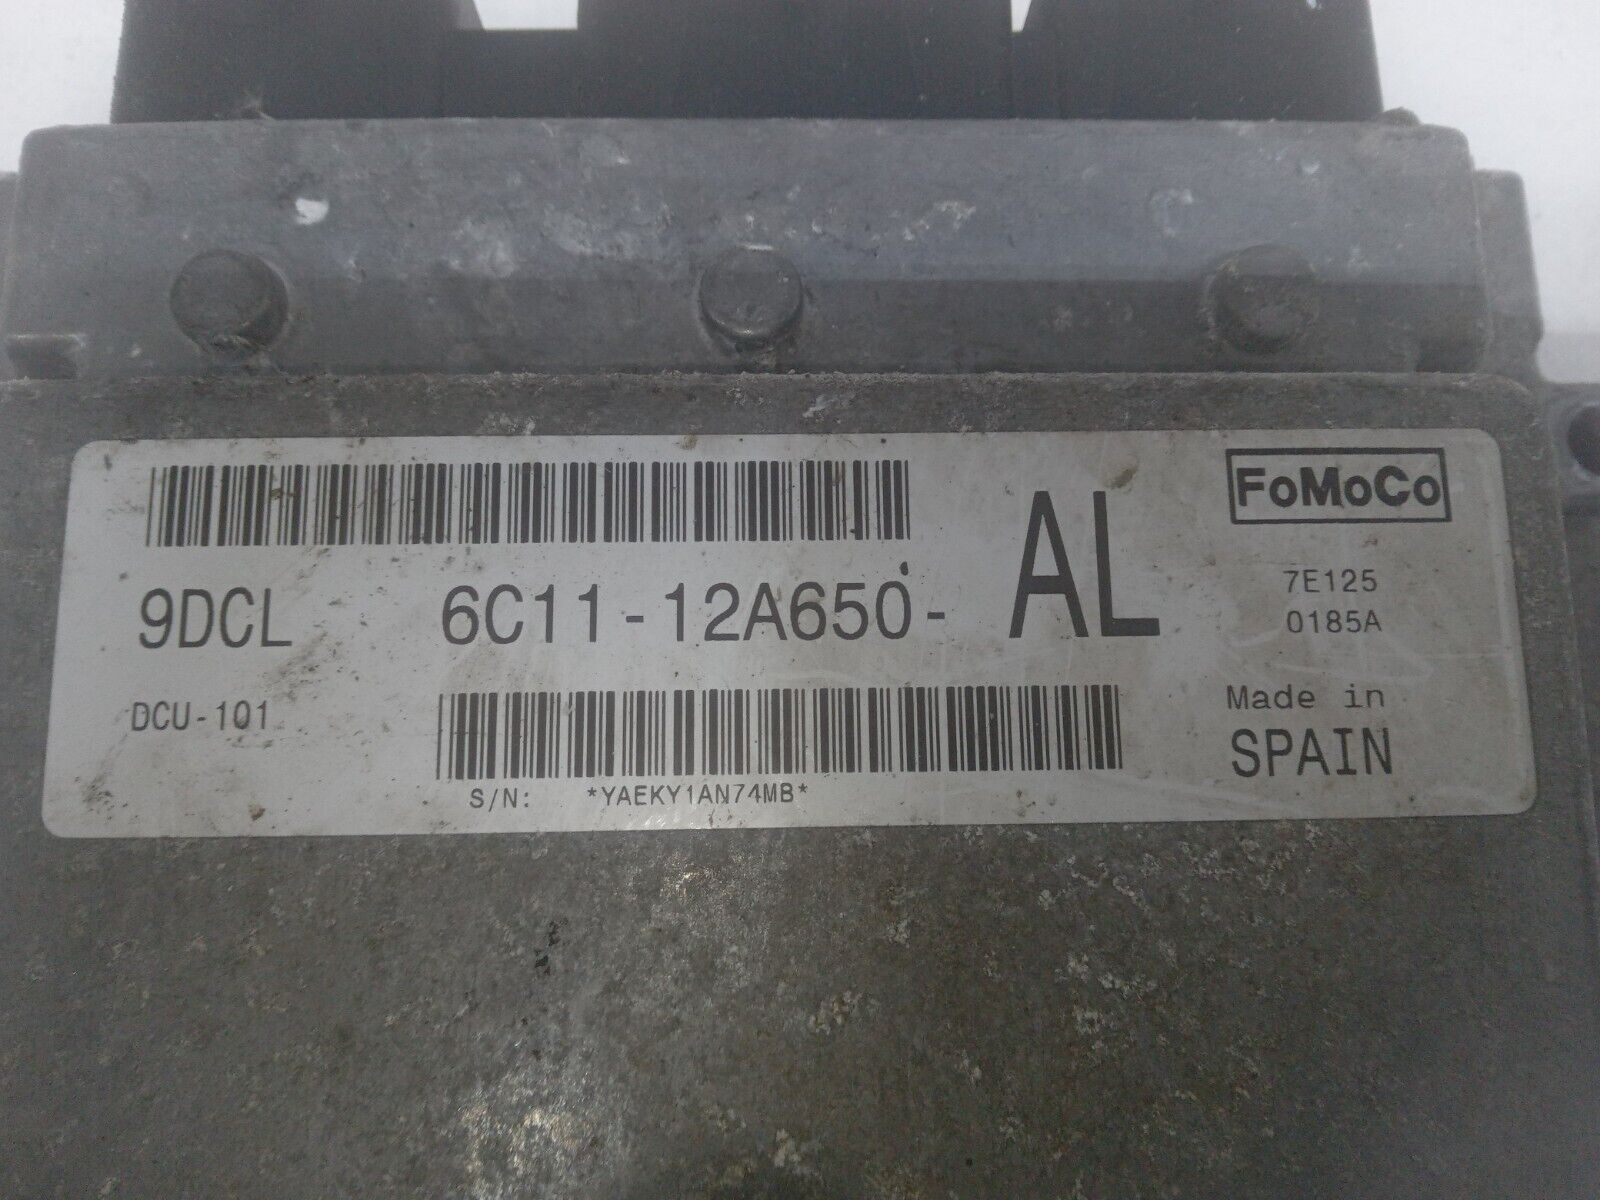 FoMoCo
9DCL 6C11-12A650- AL
7E125
0185A
DCU-101
Made in
SPAIN
S/N: *YAEKY1AN74MB*